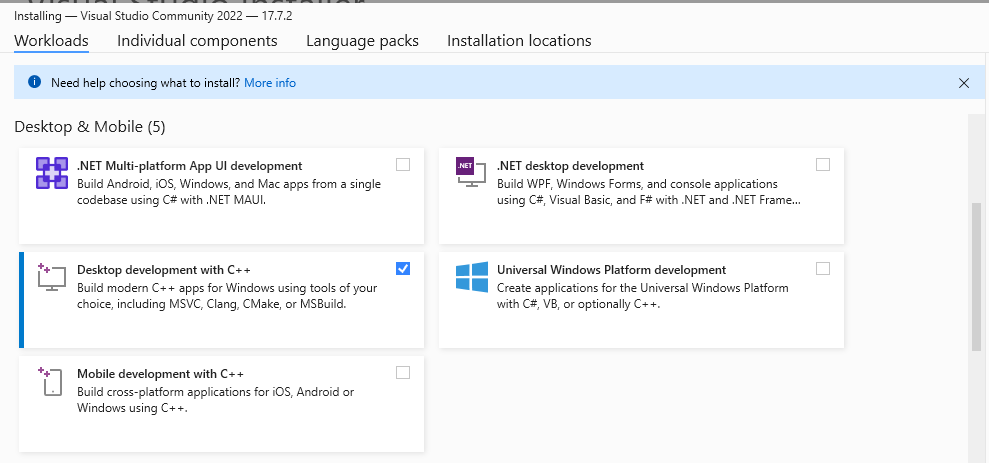 Visual Studio Installer
Installing — Visual Studio Community 2022 — 17.7.2
Workloads Individual components Language packs Installation locations
Need help choosing what to install? More info
Desktop & Mobile (5)
.NET Multi-platform App UI development
Build Android, iOS, Windows, and Mac apps from a single
codebase using C# with .NET MAUI.
.NET
.NET desktop development
Build WPF, Windows Forms, and console applications
using C#, Visual Basic, and F# with .NET and .NET Frame...
Desktop development with C++
Build modern C++ apps for Windows using tools of your
choice, including MSVC, Clang, CMake, or MSBuild.
Universal Windows Platform development
Create applications for the Universal Windows Platform
with C#, VB, or optionally C++.
Mobile development with C++
Build cross-platform applications for iOS, Android or
Windows using C++.